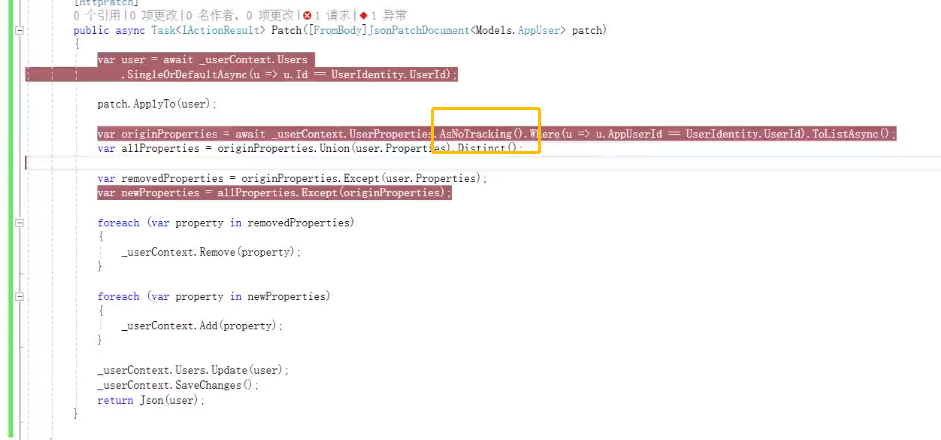 [HttpPatch]
0 个引用|0 项更改|0 名作者，0 项更改|1 请求|1 异常
public async Task<IActionResult> Patch([FromBody]JsonPatchDocument<Models.AppUser> patch)
{
var user = await _userContext.Users
.SingleOrDefaultAsync(u => u.Id == UserIdentity.UserId);
patch.ApplyTo(user);
var originProperties = await _userContext.UserProperties.AsNoTracking().Where(u => u.AppUserId == UserIdentity.UserId).ToListAsync();
var allProperties = originProperties.Union(user.Properties).Distinct();
var removedProperties = originProperties.Except(user.Properties);
var newProperties = allProperties.Except(originProperties);
foreach (var property in removedProperties)
{
_userContext.Remove(property);
}
foreach (var property in newProperties)
{
_userContext.Add(property);
}
_userContext.Users.Update(user);
_userContext.SaveChanges();
return Json(user);
}